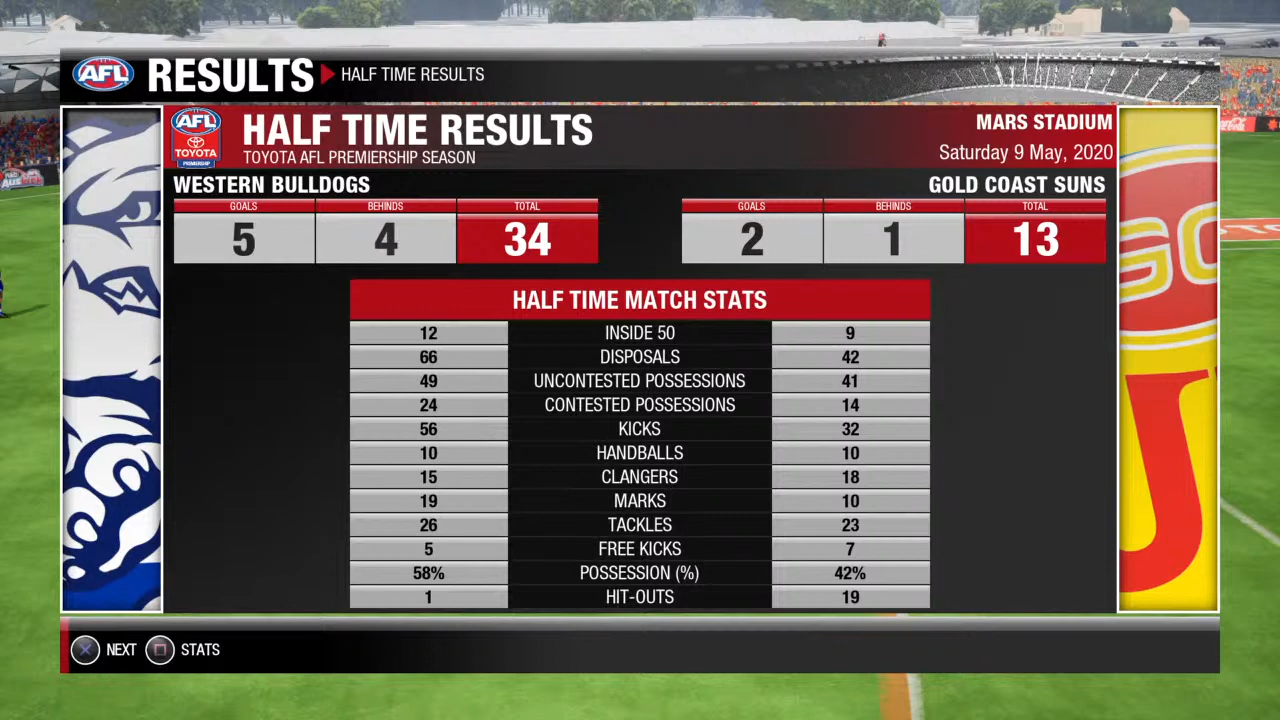 AFL RESULTS HALF TIME RESULTS
AFL
TOYOTA
PREMIERSHIP
HALF TIME RESULTS
TOYOTA AFL PREMIERSHIP SEASON
MARS STADIUM
Saturday 9 May, 2020
WESTERN BULLDOGS
GOLD COAST SUNS
GOALS BEHINDS TOTAL
5 4 34
GOALS BEHINDS TOTAL
2 1 13
HALF TIME MATCH STATS
12 INSIDE 50 9
66 DISPOSALS 42
49 UNCONTESTED POSSESSIONS 41
24 CONTESTED POSSESSIONS 14
56 KICKS 32
10 HANDBALLS 10
15 CLANGERS 18
19 MARKS 10
26 TACKLES 23
5 FREE KICKS 7
58% POSSESSION (%) 42%
1 HIT-OUTS 19
NEXT STATS
Coca-Cola